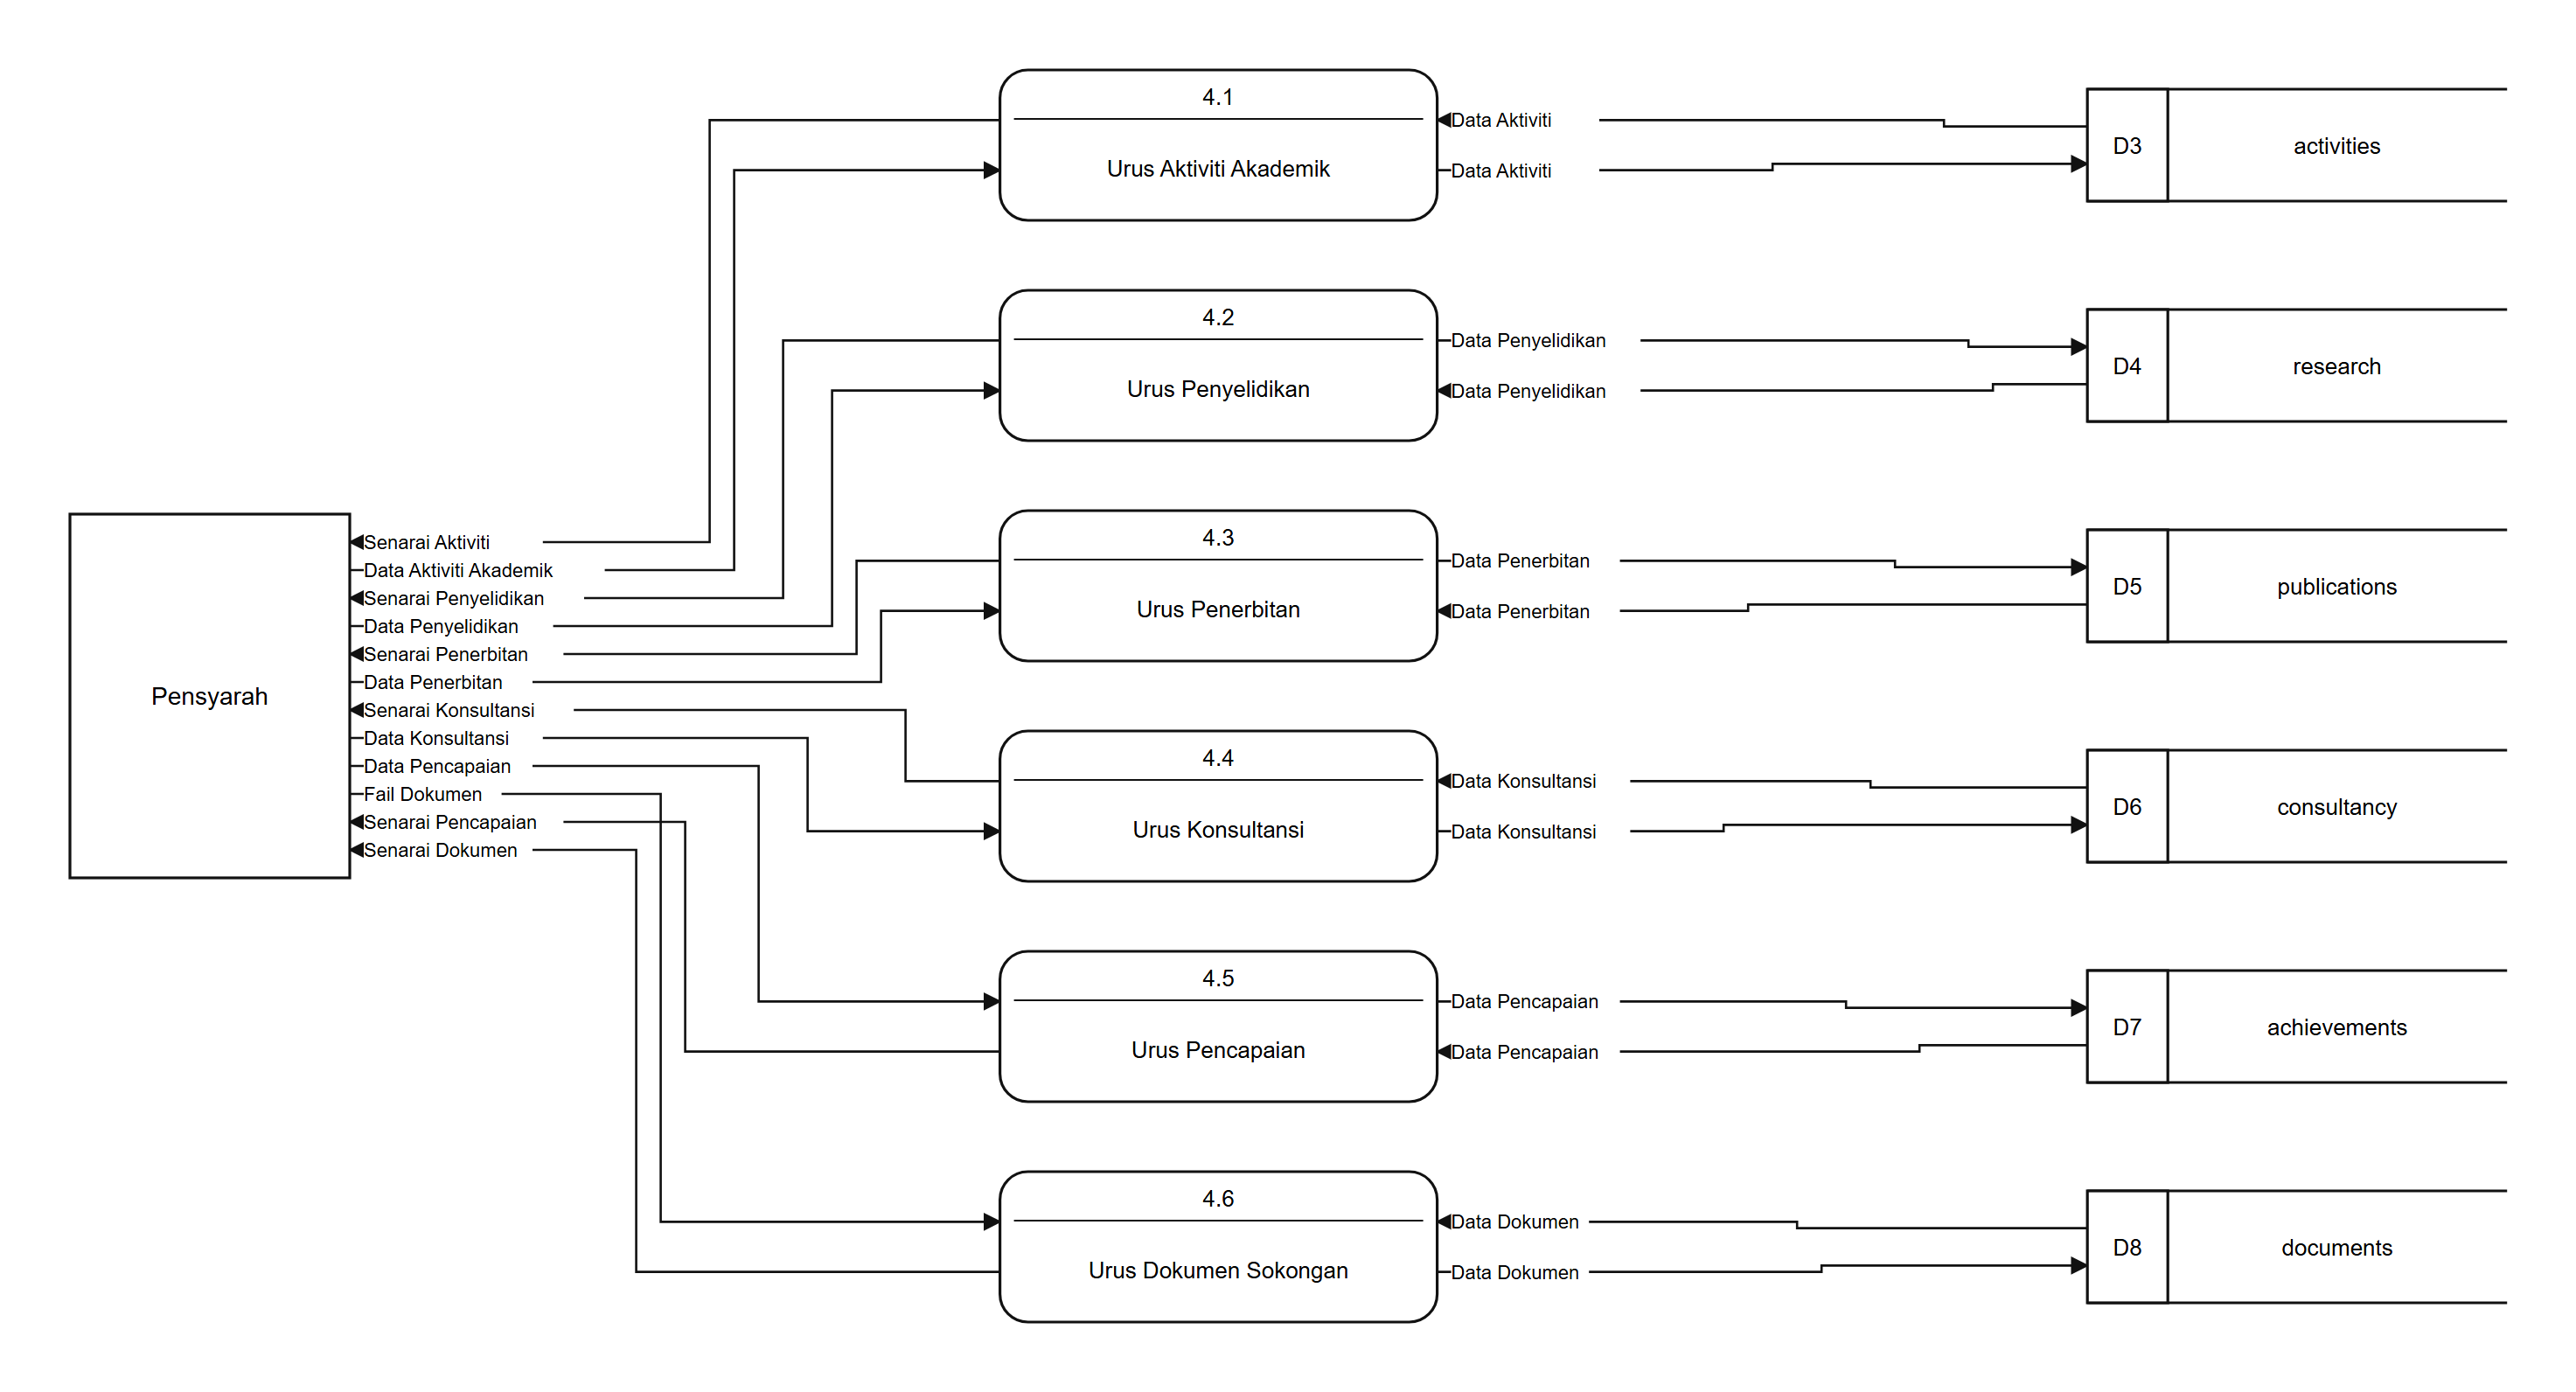 Pensyarah
Senarai Aktiviti
Data Aktiviti Akademik
Senarai Penyelidikan
Data Penyelidikan
Senarai Penerbitan
Data Penerbitan
Senarai Konsultansi
Data Konsultansi
Data Pencapaian
Fail Dokumen
Senarai Pencapaian
Senarai Dokumen
4.1
Urus Aktiviti Akademik
Data Aktiviti
Data Aktiviti
D3
activities
4.2
Urus Penyelidikan
Data Penyelidikan
Data Penyelidikan
D4
research
4.3
Urus Penerbitan
Data Penerbitan
Data Penerbitan
D5
publications
4.4
Urus Konsultansi
Data Konsultansi
Data Konsultansi
D6
consultancy
4.5
Urus Pencapaian
Data Pencapaian
Data Pencapaian
D7
achievements
4.6
Urus Dokumen Sokongan
Data Dokumen
Data Dokumen
D8
documents